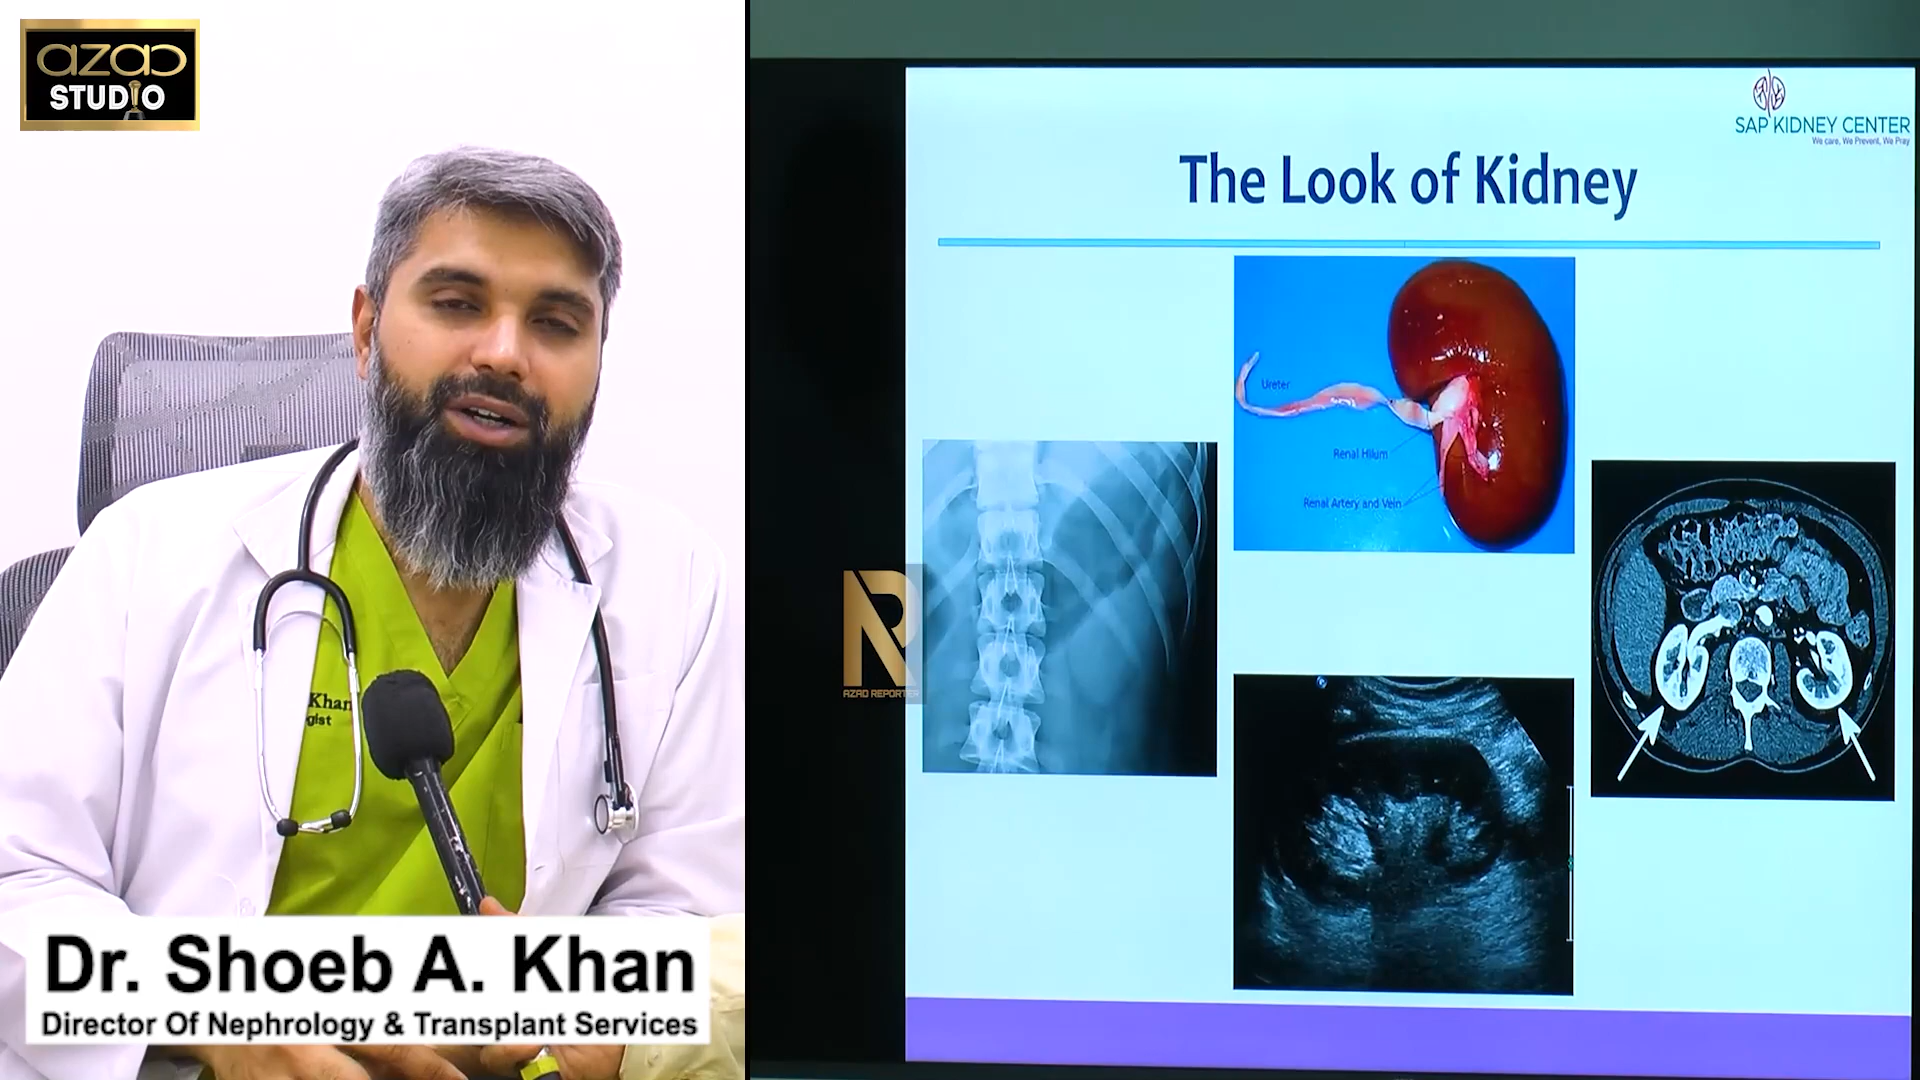 azad
STUDIO
Khan
gist
Dr. Shoeb A. Khan
Director Of Nephrology & Transplant Services
AZAD REPORTER
SAP KIDNEY CENTER
We care, We Prevent, We Pray
The Look of Kidney
Ureter
Renal Hilum
Renal Artery and Vein